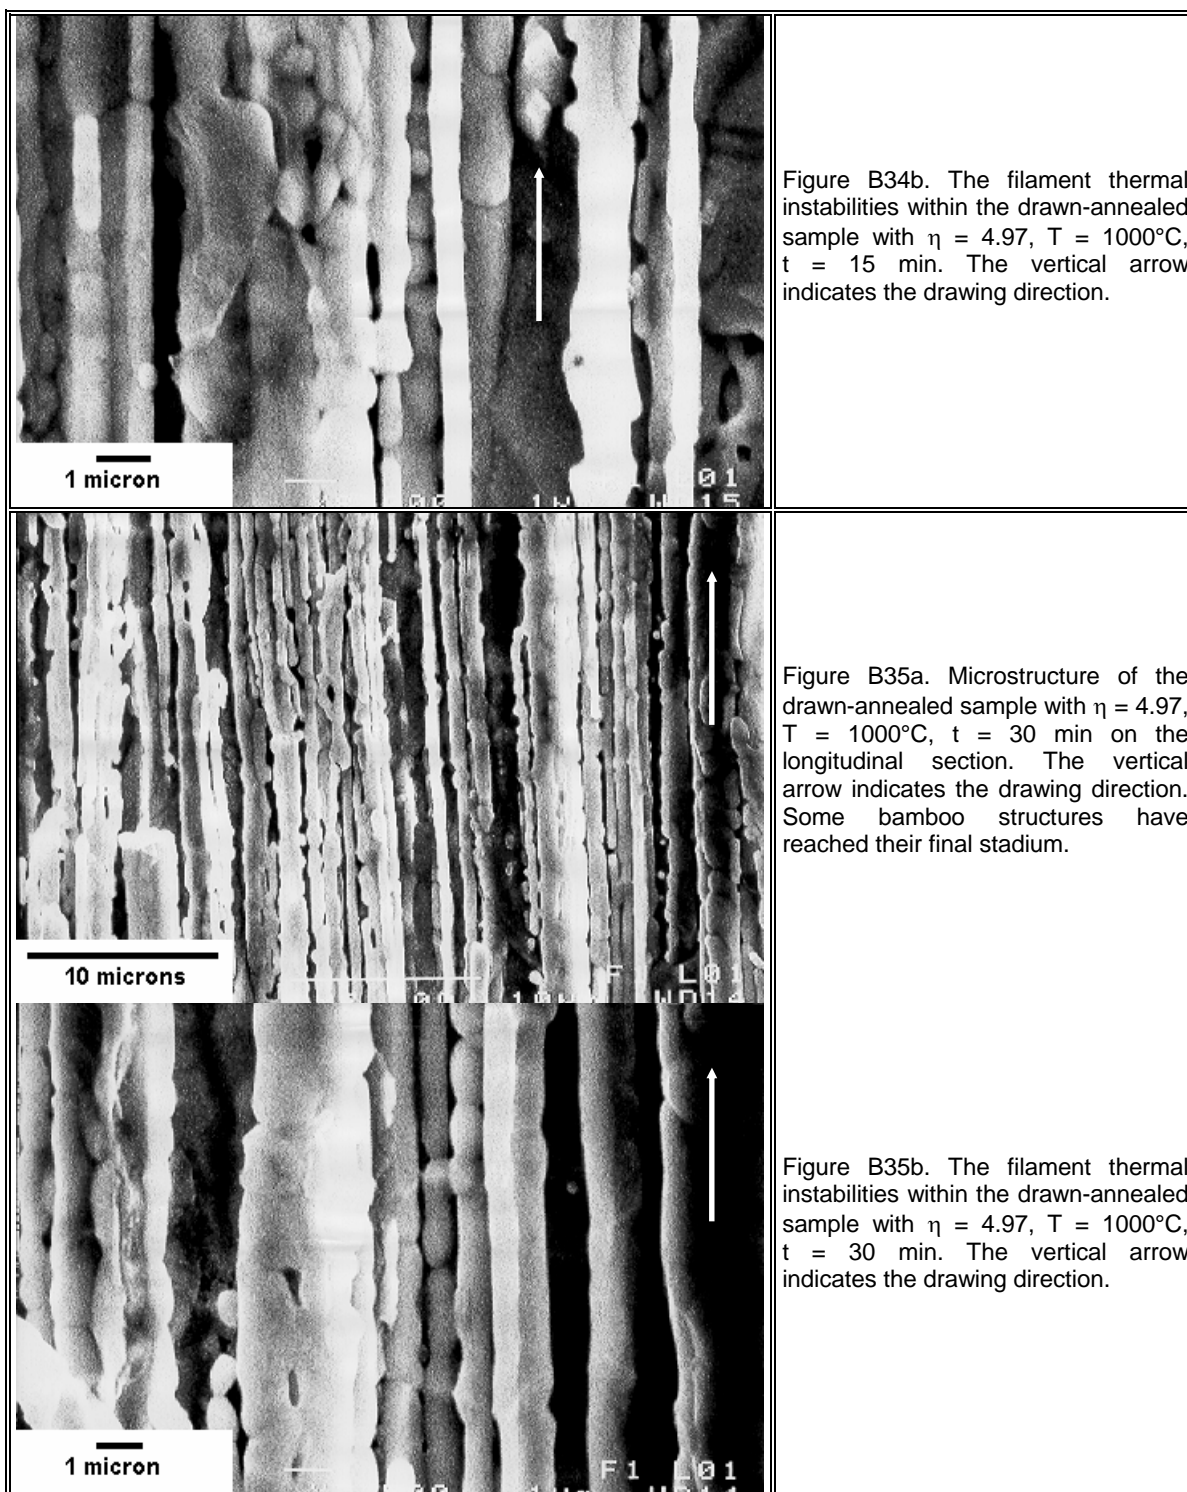 Figure B34b. The filament thermal
instabilities within the drawn-annealed
sample with η = 4.97, T = 1000°C,
t = 15 min. The vertical arrow
indicates the drawing direction.
1 micron
L01
10 microns
Figure B35a. Microstructure of the
drawn-annealed sample with η = 4.97,
T = 1000°C, t = 30 min on the
longitudinal section. The vertical
arrow indicates the drawing direction.
Some bamboo structures have
reached their final stadium.
F1 L01
Figure B35b. The filament thermal
instabilities within the drawn-annealed
sample with η = 4.97, T = 1000°C,
t = 30 min. The vertical arrow
indicates the drawing direction.
1 micron
F1 L01